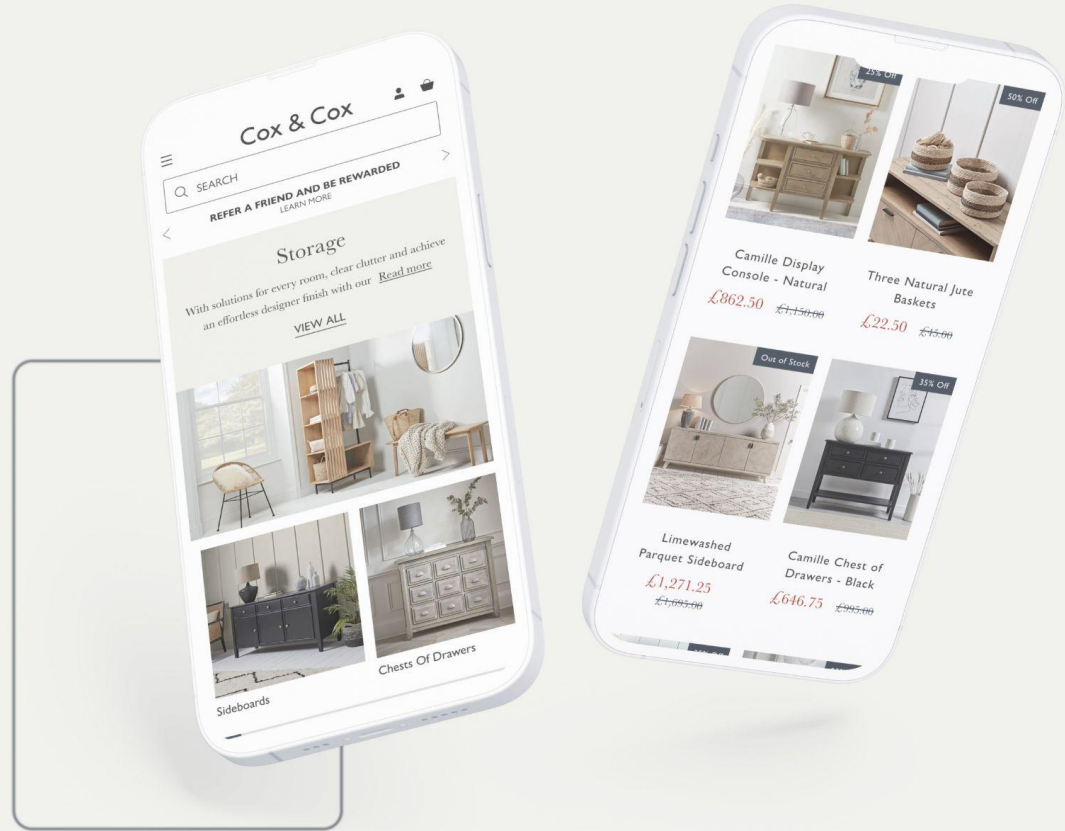 Cox & Cox
SEARCH
REFER A FRIEND AND BE REWARDED
LEARN MORE
Storage
With solutions for every room, clear clutter and achieve
an effortless designer finish with our Read more
VIEW ALL
Sideboards
Chests Of Drawers
25% Off
50% Off
Camille Display
Console - Natural
£862.50 £1,150.00
Three Natural Jute
Baskets
£22.50 £45.00
Out of Stock
35% Off
Limewashed
Parquet Sideboard
£1,271.25
£1,695.00
Camille Chest of
Drawers - Black
£646.75 £995.00